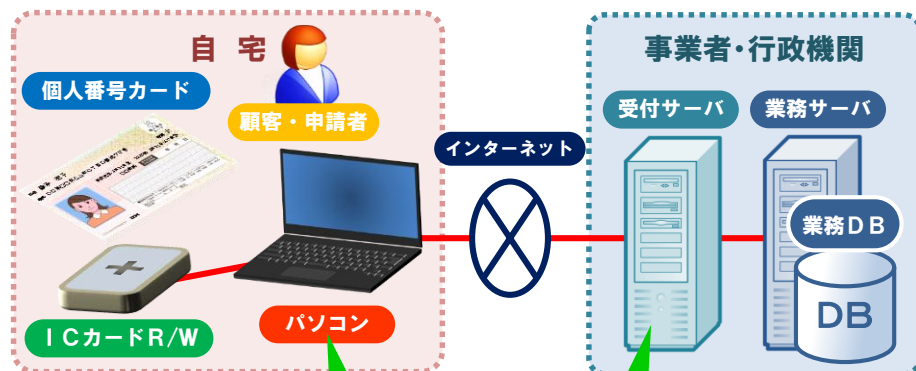 自 宅
個人番号カード
顧客・申請者
ICカードR/W
パソコン
インターネット
事業者・行政機関
受付サーバ
業務サーバ
業務DB
DB